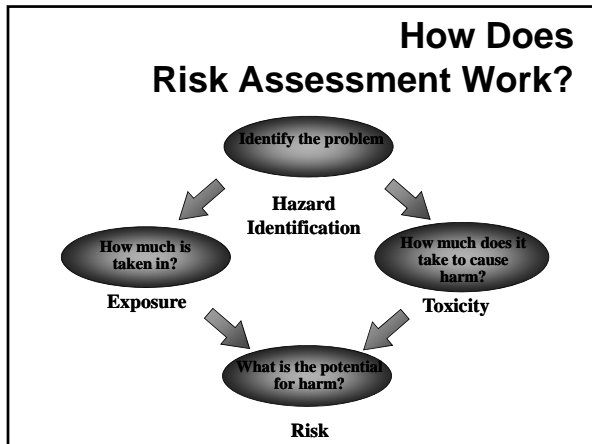 How Does
Risk Assessment Work?
Identify the problem
Hazard
Identification
How much is
taken in?
Exposure
How much does it
take to cause
harm?
Toxicity
What is the potential
for harm?
Risk